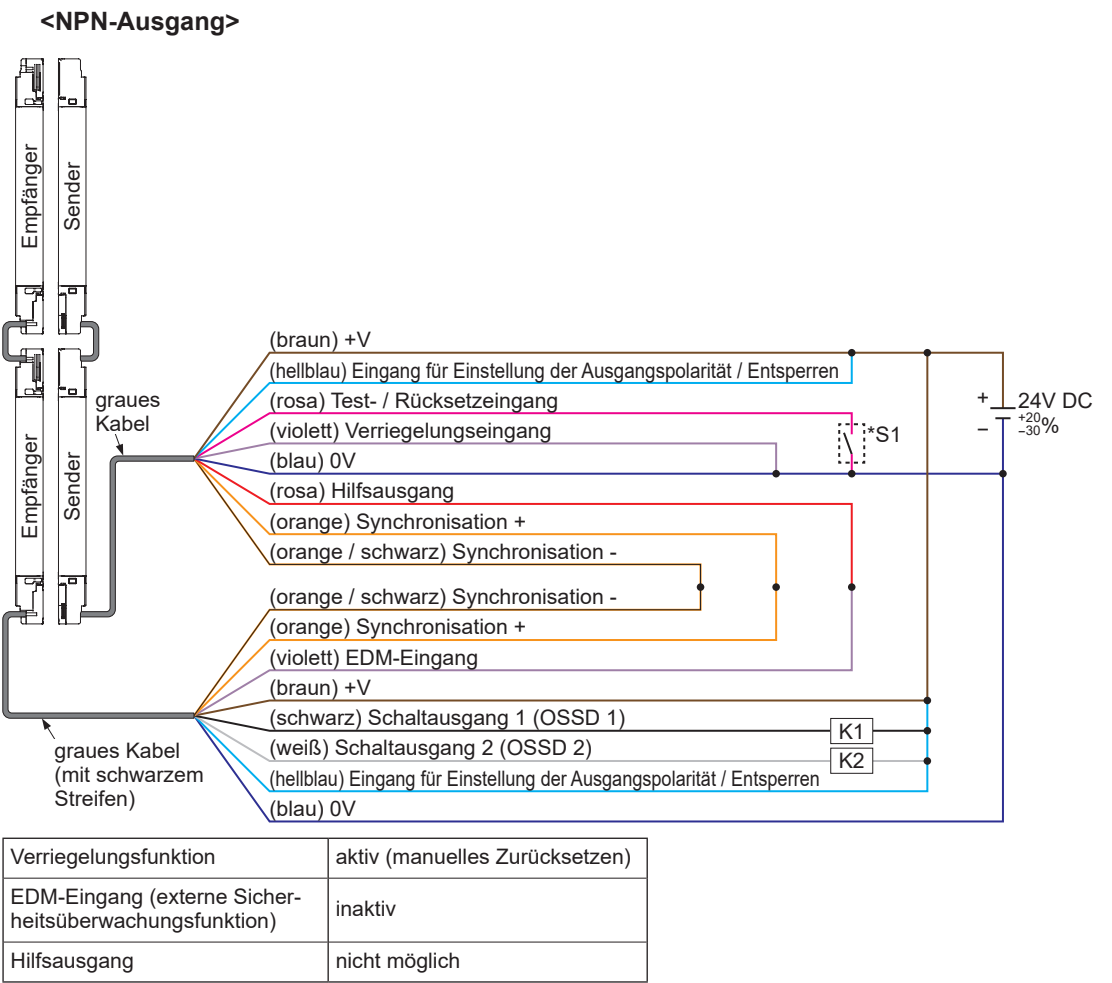 <NPN-Ausgang>
Empfänger
Sender
Empfänger
Sender
graues
Kabel
(braun) +V
(hellblau) Eingang für Einstellung der Ausgangspolarität / Entsperren
(rosa) Test- / Rücksetzeingang
(violett) Verriegelungseingang
(blau) 0V
(rosa) Hilfsausgang
(orange) Synchronisation +
(orange / schwarz) Synchronisation -
*S1
+
−
24V DC
+20
−30 %
(orange / schwarz) Synchronisation -
(orange) Synchronisation +
(violett) EDM-Eingang
(braun) +V
(schwarz) Schaltausgang 1 (OSSD 1)
K1
(weiß) Schaltausgang 2 (OSSD 2)
K2
(hellblau) Eingang für Einstellung der Ausgangspolarität / Entsperren
(blau) 0V
graues Kabel
(mit schwarzem
Streifen)
Verriegelungsfunktion aktiv (manuelles Zurücksetzen)
EDM-Eingang (externe Sicher-
heitsüberwachungsfunktion) inaktiv
Hilfsausgang nicht möglich